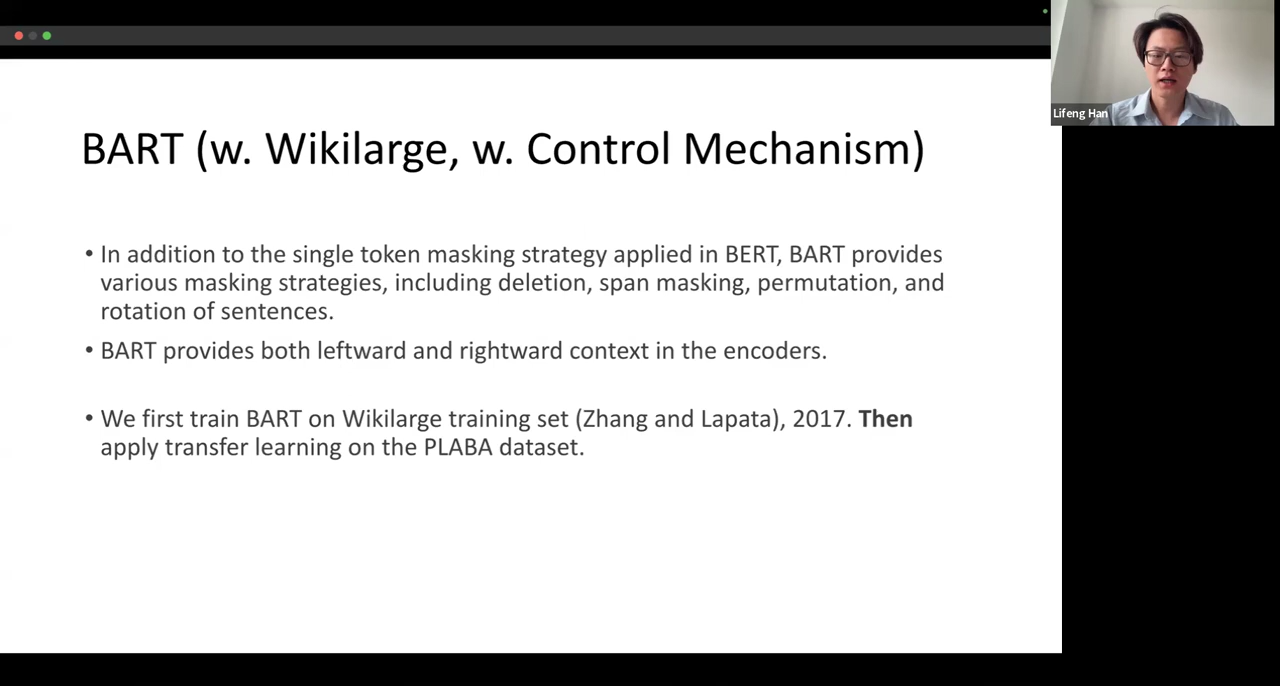 BART (w. Wikilarge, w. Control Mechanism)
• In addition to the single token masking strategy applied in BERT, BART provides
various masking strategies, including deletion, span masking, permutation, and
rotation of sentences.
• BART provides both leftward and rightward context in the encoders.
• We first train BART on Wikilarge training set (Zhang and Lapata), 2017. Then
apply transfer learning on the PLABA dataset.
Lifeng Han